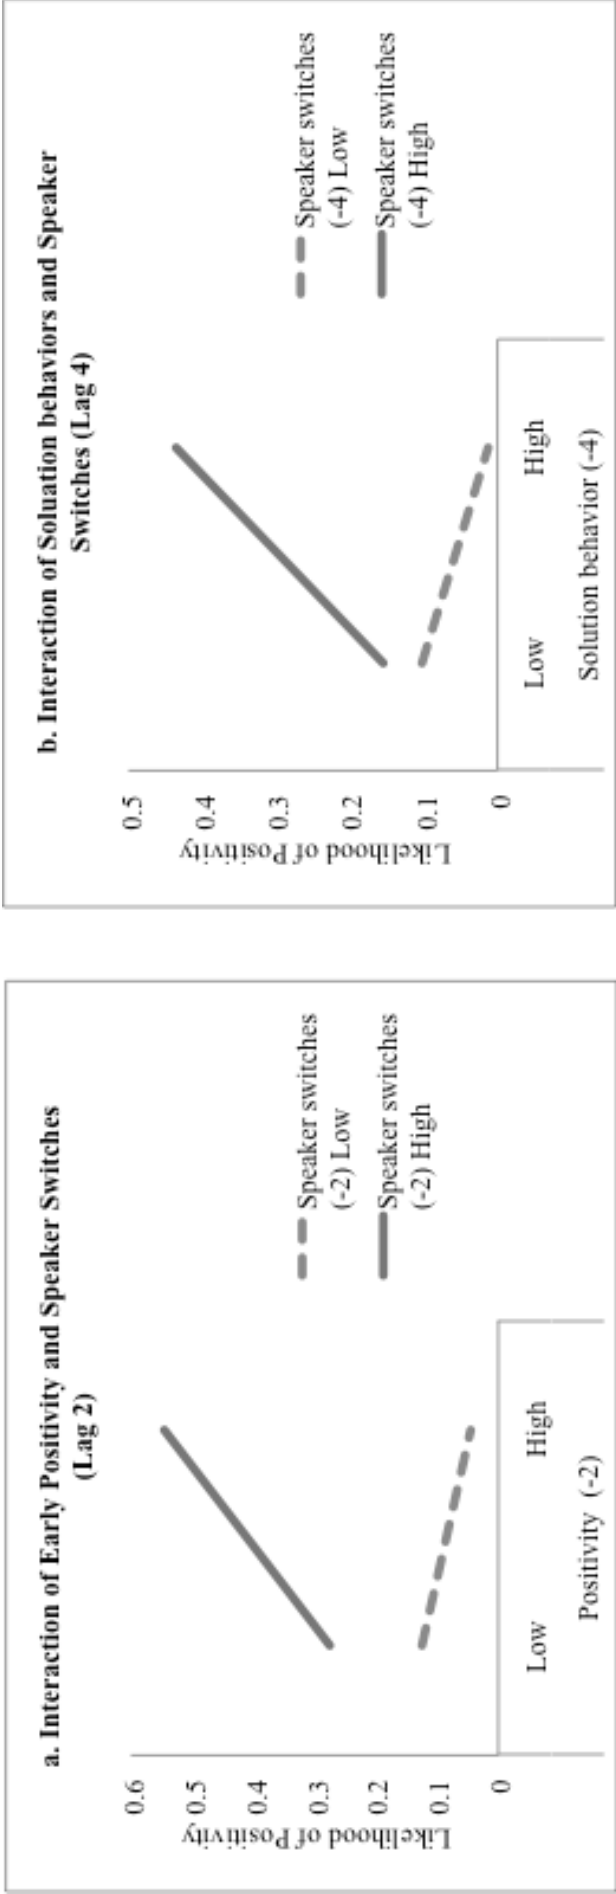 a. Interaction of Early Positivity and Speaker Switches
(Lag 2)
Likelihood of Positivity
0.6
0.5
0.4
0.3
0.2
0.1
0
Low
High
Positivity (-2)
Speaker switches
(-2) Low
Speaker switches
(-2) High
b. Interaction of Soluation behaviors and Speaker
Switches (Lag 4)
Likelihood of Positivity
0.5
0.4
0.3
0.2
0.1
0
Low
High
Solution behavior (-4)
Speaker switches
(-4) Low
Speaker switches
(-4) High